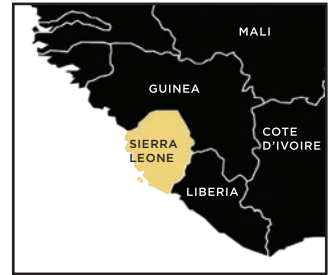 MALI
GUINEA
SIERRA
LEONE
COTE
D'IVOIRE
LIBERIA